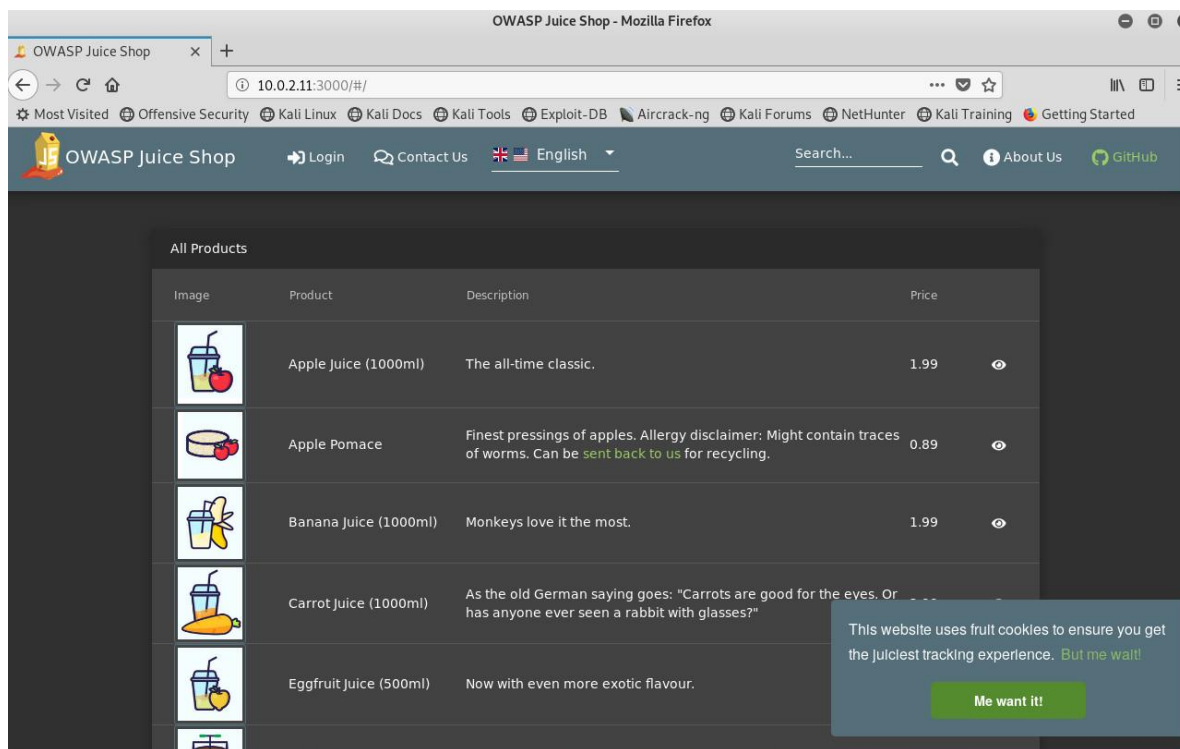 OWASP Juice Shop - Mozilla Firefox
OWASP Juice Shop
10.0.2.11:3000/#/
Most Visited Offensive Security Kali Linux Kali Docs Kali Tools Exploit-DB Aircrack-ng Kali Forums NetHunter Kali Training Getting Started
OWASP Juice Shop Login Contact Us English Search... About Us GitHub
All Products
Image Product Description Price
Apple Juice (1000ml) The all-time classic. 1.99
Apple Pomace Finest pressings of apples. Allergy disclaimer: Might contain traces
of worms. Can be sent back to us for recycling. 0.89
Banana Juice (1000ml) Monkeys love it the most. 1.99
Carrot Juice (1000ml) As the old German saying goes: "Carrots are good for the eyes. Or
has anyone ever seen a rabbit with glasses?"
Eggfruit Juice (500ml) Now with even more exotic flavour.
This website uses fruit cookies to ensure you get
the juiciest tracking experience. But me wait!
Me want it!